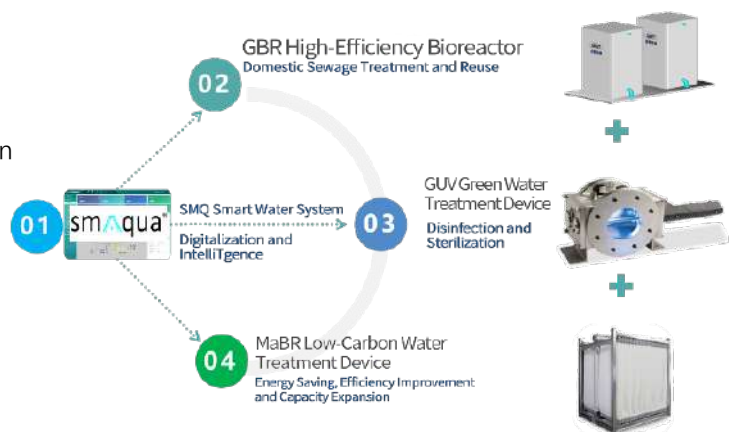 02
GBR High-Efficiency Bioreactor
Domestic Sewage Treatment and Reuse
n
01
smaqua®
SMQ Smart Water System
Digitalization and
IntelliTgence
03
GUV Green Water
Treatment Device
Disinfection and
Sterilization
04
MaBR Low-Carbon Water
Treatment Device
Energy Saving, Efficiency Improvement
and Capacity Expansion